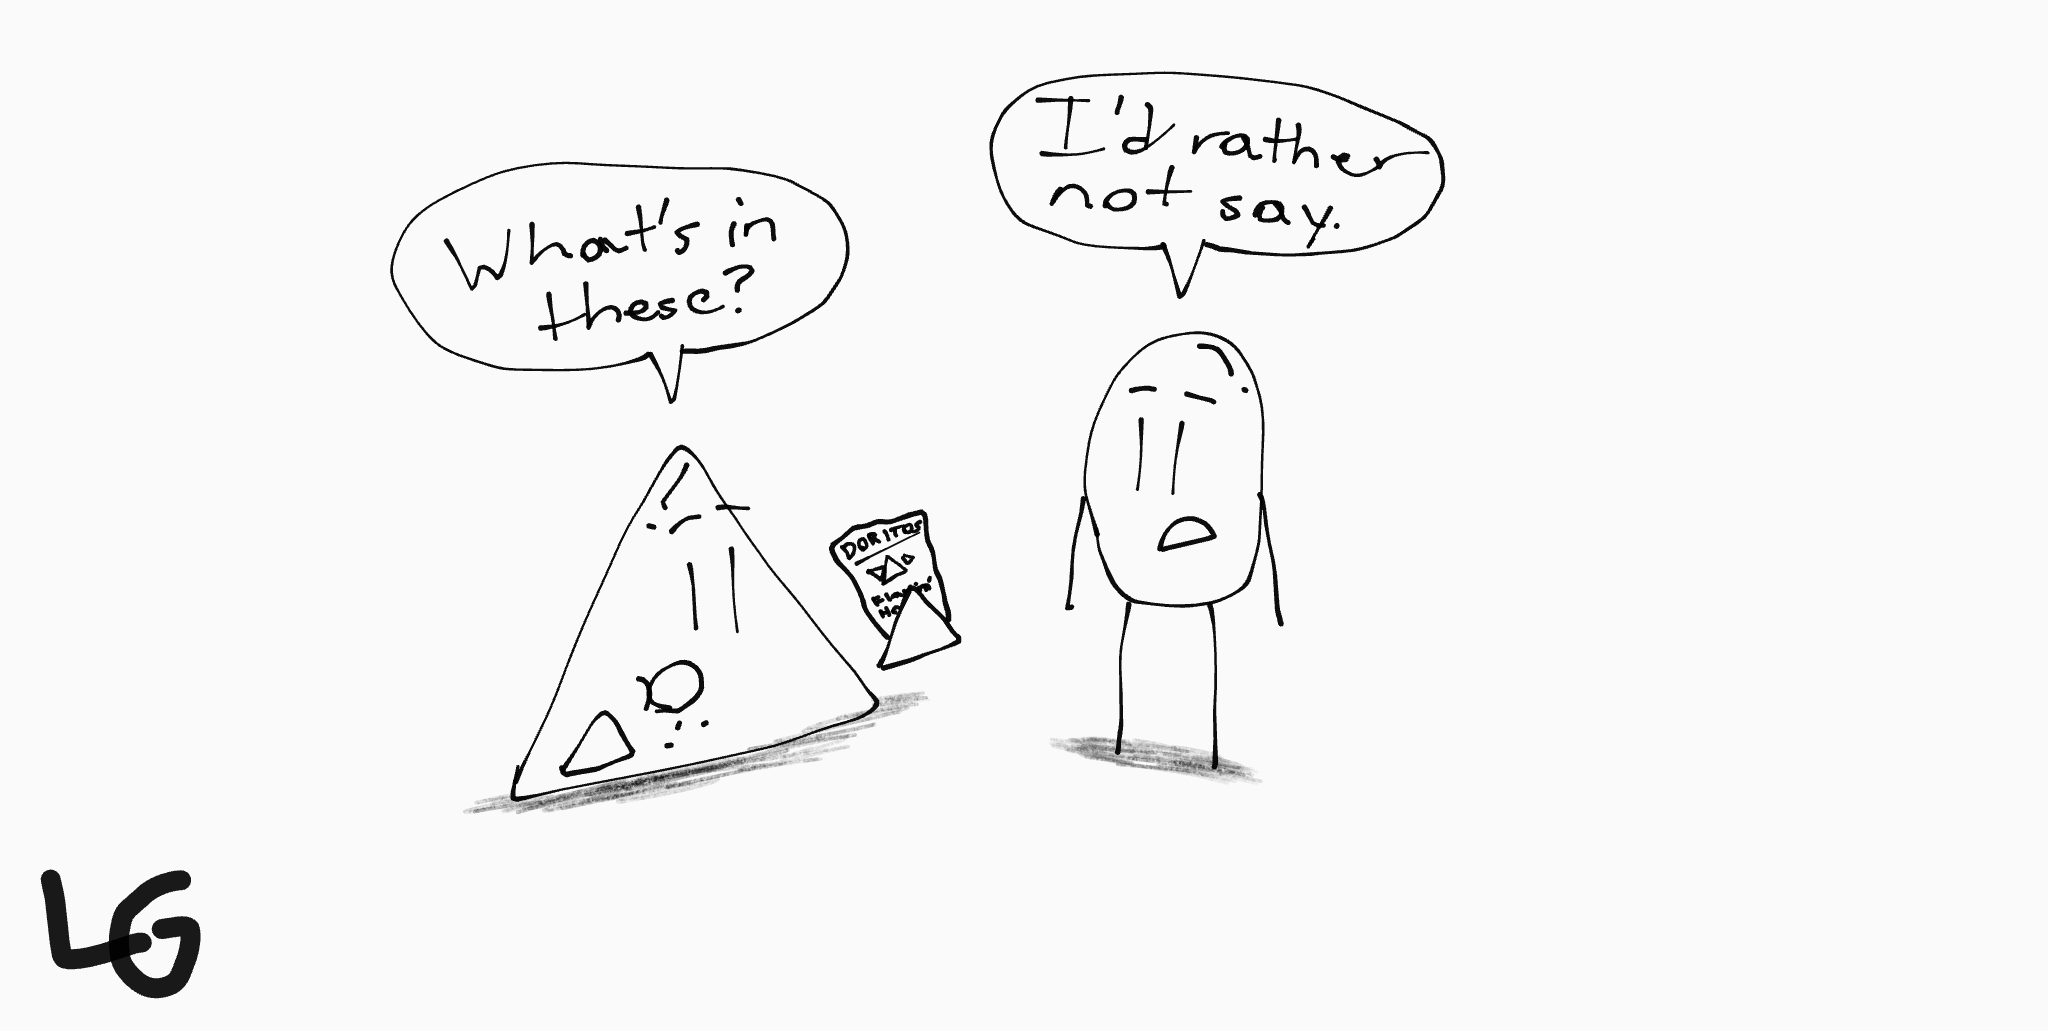 What's in
these?
I'd rather
not say.
DORITOS
LG